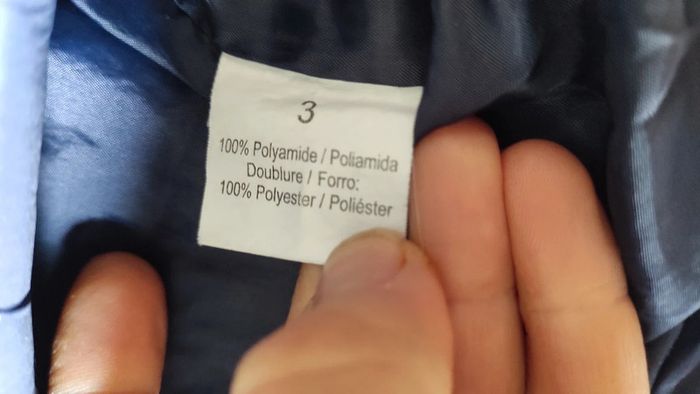 3
100% Polyamide / Poliamida
Doublure / Forro:
100% Polyester / Poliéster